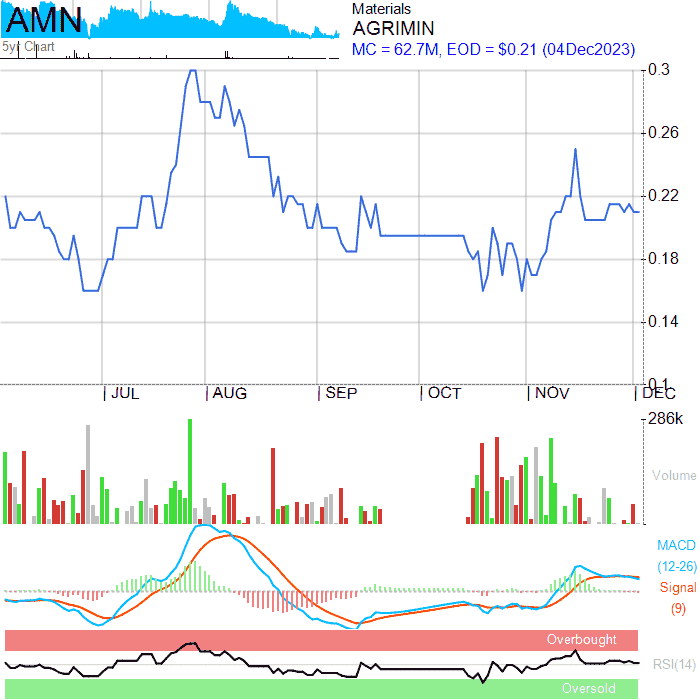 AMN
5yr Chart
Materials
AGRIMIN
MC = 62.7M, EOD = $0.21 (04Dec2023)
0.3
0.26
0.22
0.18
0.14
0.1
JUL AUG SEP OCT NOV DEC
286k
Volume
MACD
(12-26)
Signal
(9)
Overbought
RSI(14)
Oversold